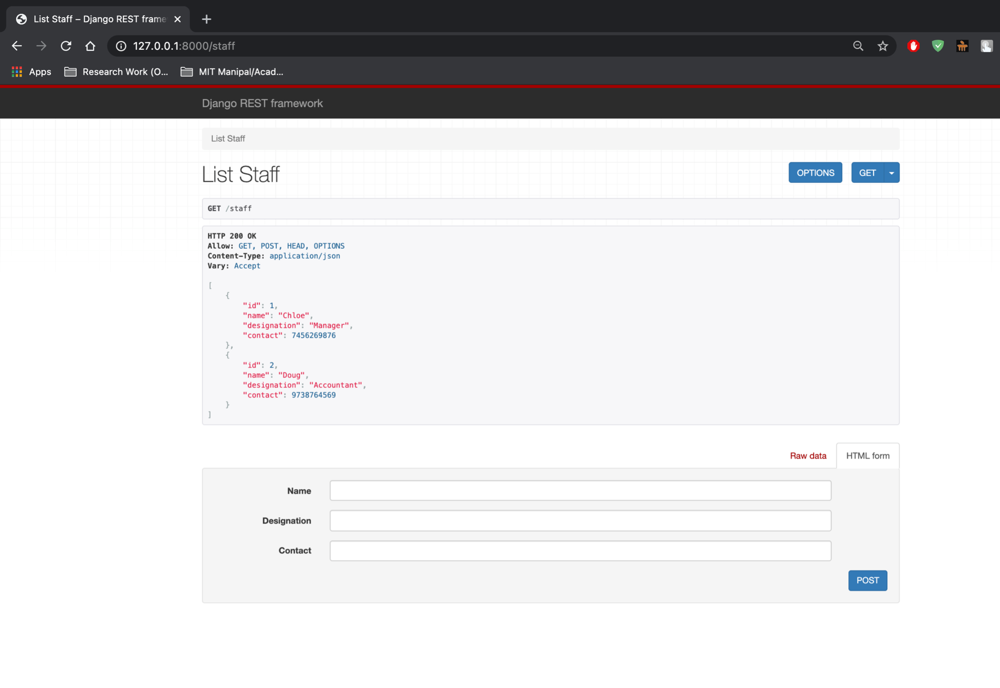 List Staff – Django REST frame
127.0.0.1:8000/staff
Apps
Research Work (O...
MIT Manipal/Acad...
Django REST framework
List Staff
List Staff
OPTIONS
GET
GET /staff
HTTP 200 OK
Allow: GET, POST, HEAD, OPTIONS
Content-Type: application/json
Vary: Accept
[
    {
        "id": 1,
        "name": "Chloe",
        "designation": "Manager",
        "contact": 7456269876
    },
    {
        "id": 2,
        "name": "Doug",
        "designation": "Accountant",
        "contact": 9738764569
    }
]
Raw data
HTML form
Name
Designation
Contact
POST